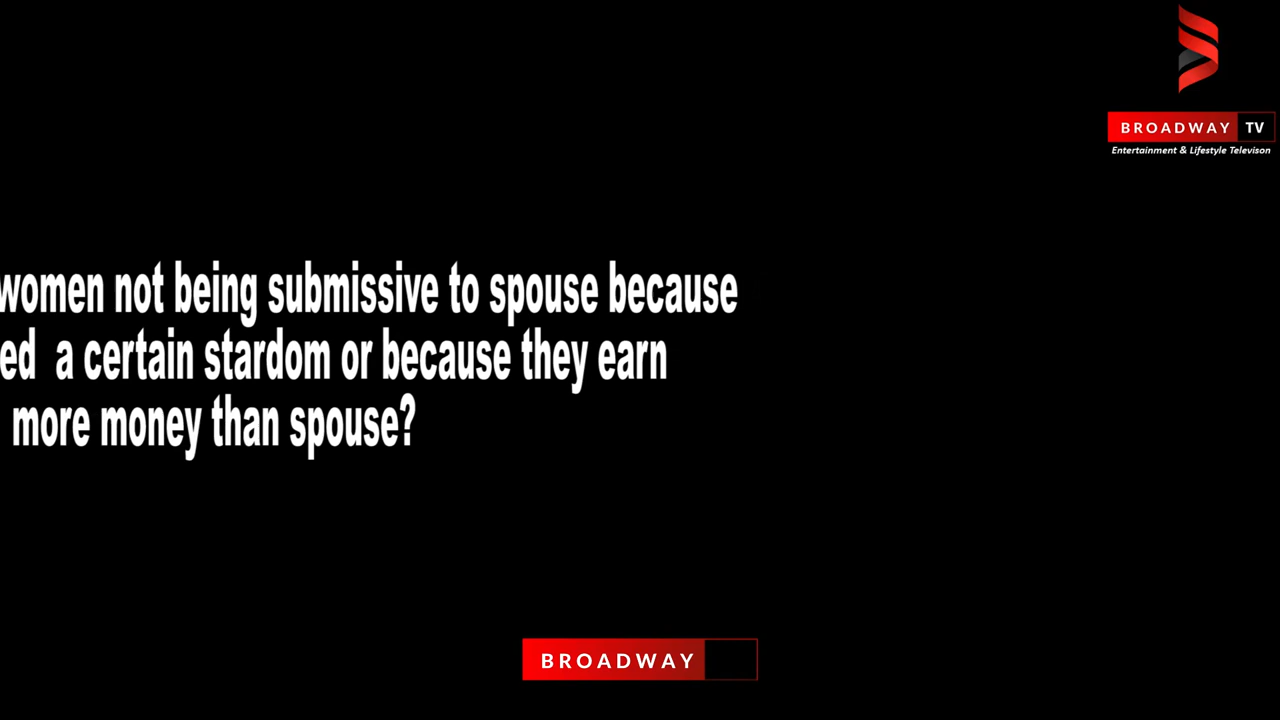 BROADWAY TV
Entertainment & Lifestyle Televison
women not being submissive to spouse because
ed a certain stardom or because they earn
more money than spouse?
BROADWAY